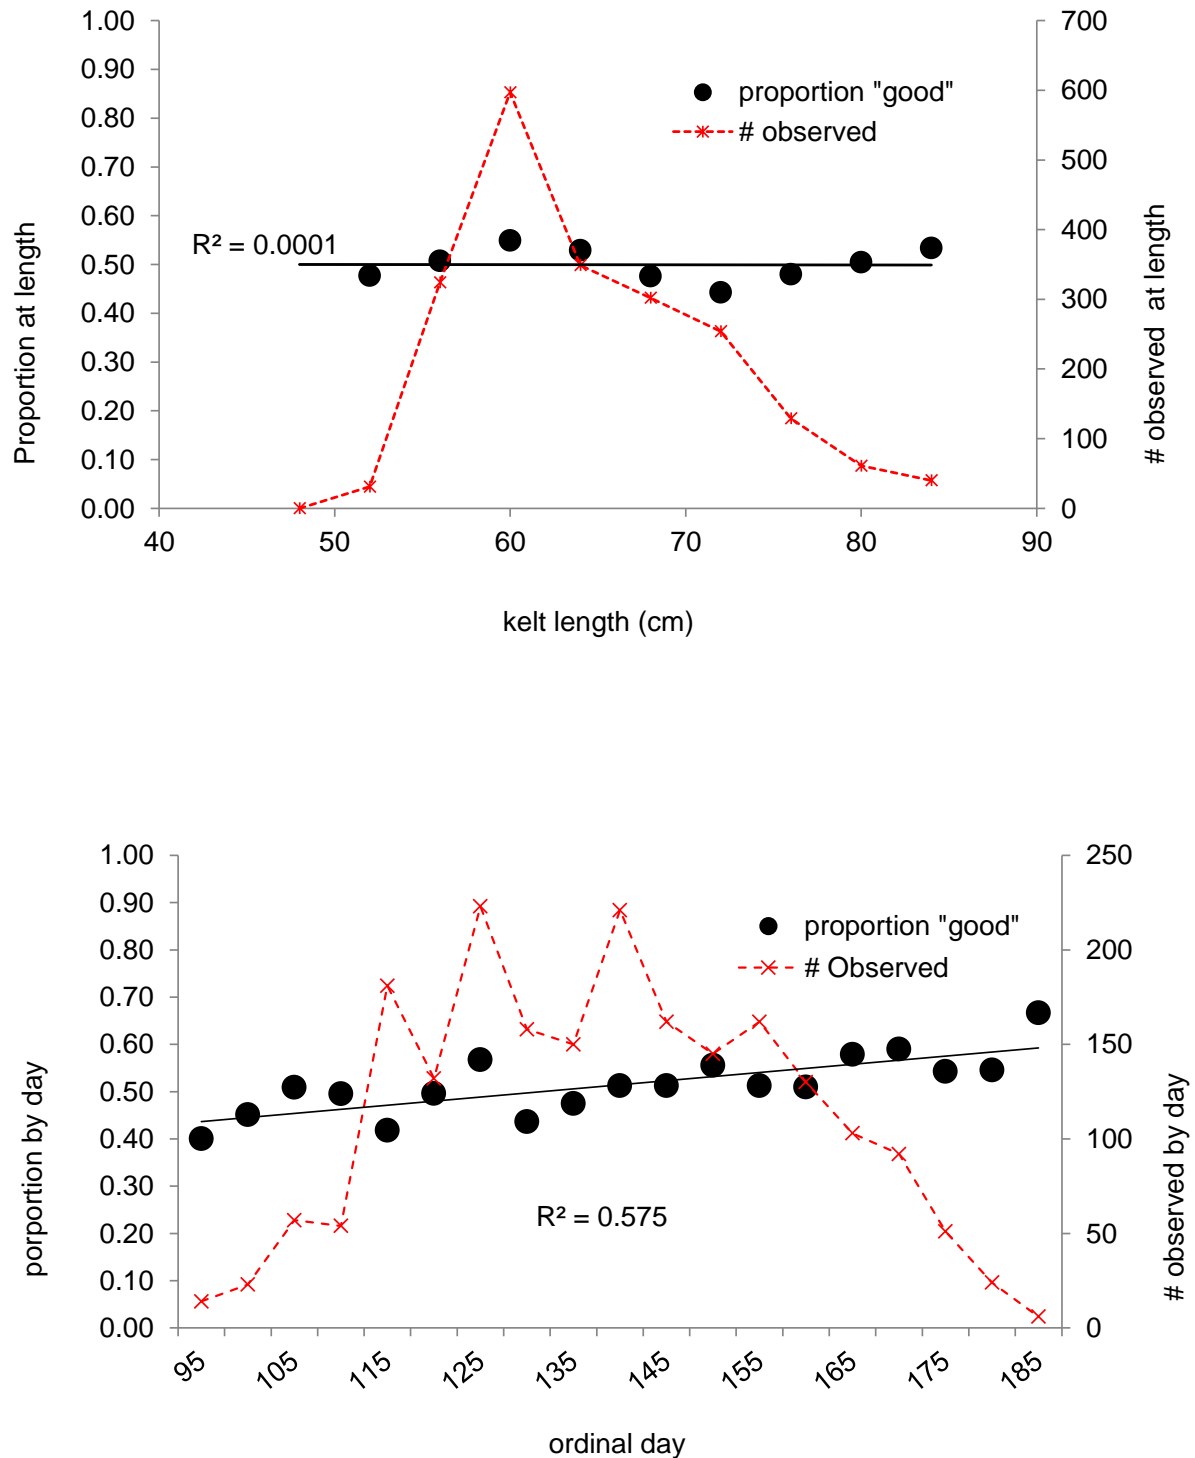 1.00
0.90
0.80
0.70
0.60
0.50
0.40
0.30
0.20
0.10
0.00
Proportion at length
700
600
500
400
300
200
100
0
# observed at length
proportion "good"
# observed
R² = 0.0001
40 50 60 70 80 90
kelt length (cm)
1.00
0.90
0.80
0.70
0.60
0.50
0.40
0.30
0.20
0.10
0.00
porportion by day
250
200
150
100
50
0
# observed by day
proportion "good"
# Observed
R² = 0.575
95 105 115 125 135 145 155 165 175 185
ordinal day